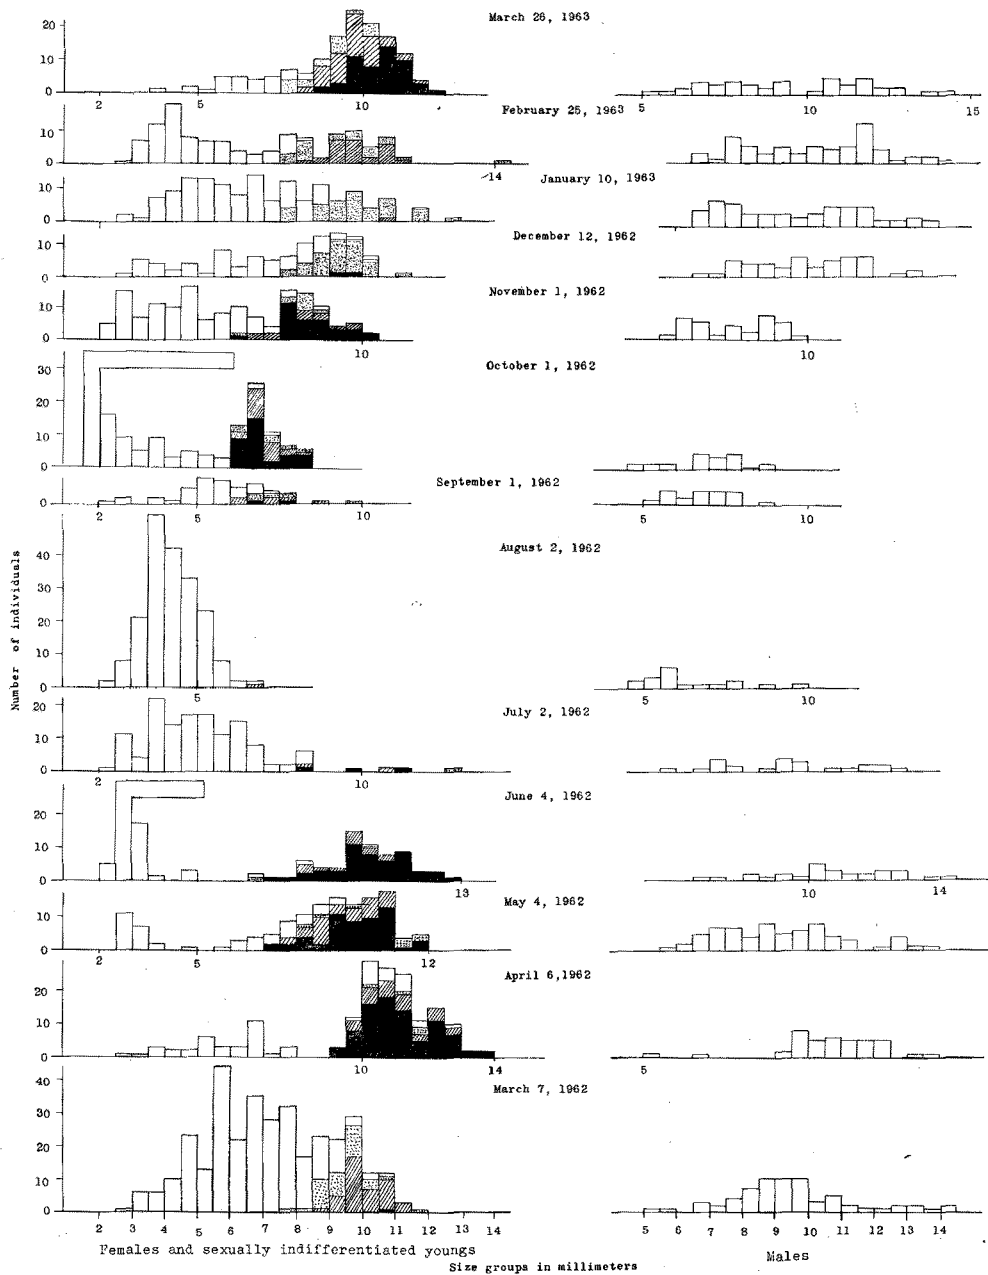 March 26, 1963
20
10
0
2 5 10
5 10 15
February 25, 1963
10
0
14
January 10, 1963
10
0
December 12, 1962
10
0
November 1, 1962
10
0
10
10
October 1, 1962
30
20
10
0
September 1, 1962
0
2 5 10
5 10
August 2, 1962
40
30
20
10
0
5
5 10
July 2, 1962
20
10
0
2 10
June 4, 1962
20
10
0
13
10 14
May 4, 1962
10
0
2 5 12
April 6,1962
20
10
0
10 14
5
March 7, 1962
40
30
20
10
0
2 3 4 5 6 7 8 9 10 11 12 13 14
5 6 7 8 9 10 11 12 13 14
Number of individuals
Females and sexually indifferentiated youngs
Males
Size groups in millimeters